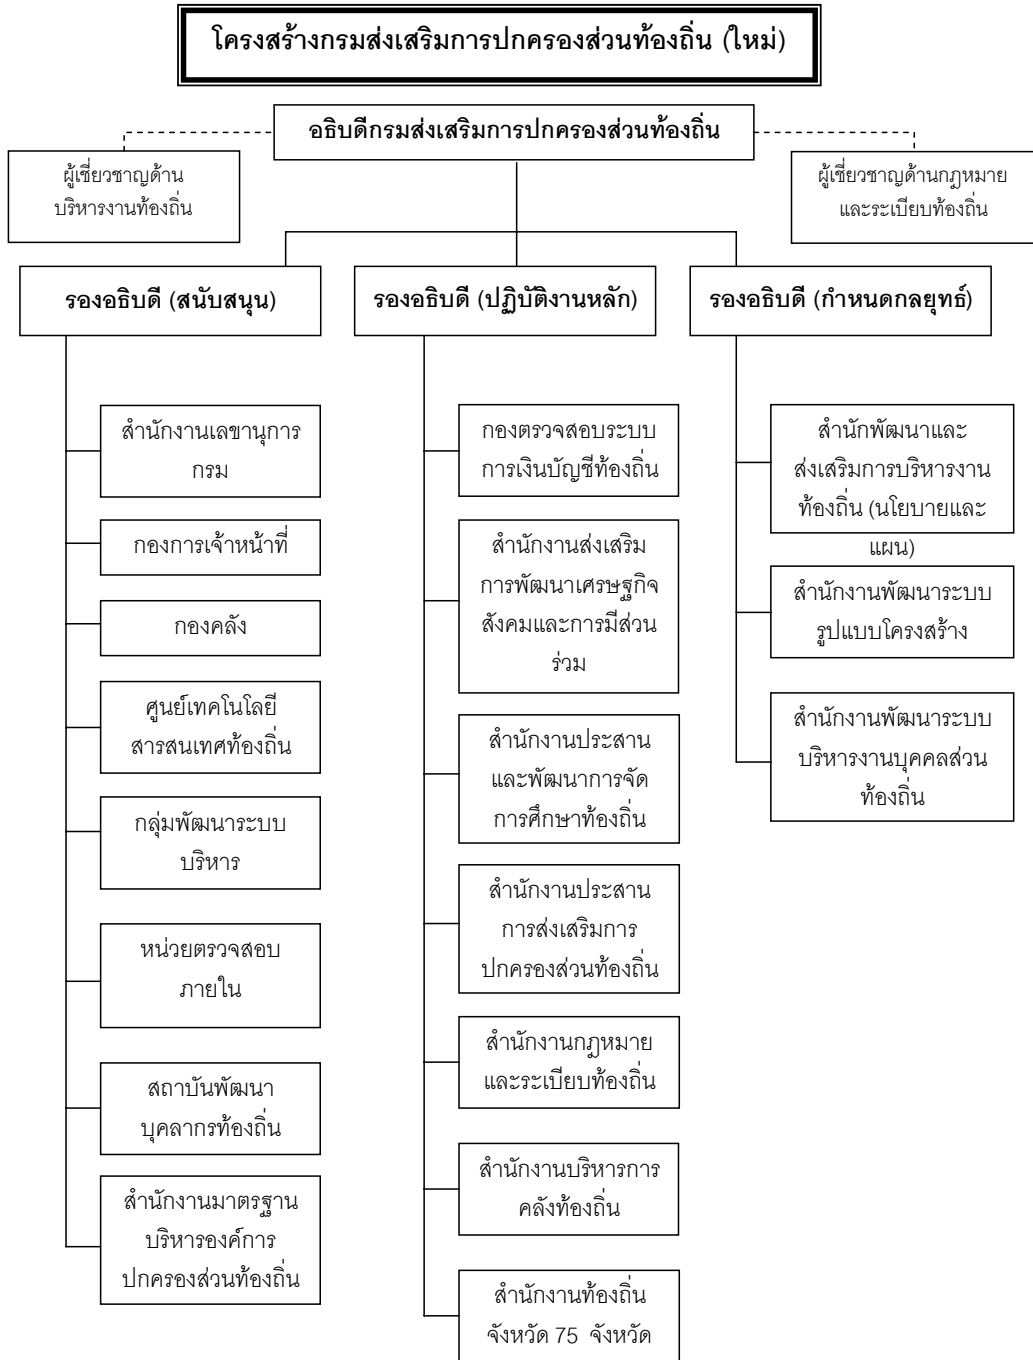 โครงสร้างกรมส่งเสริมการปกครองส่วนท้องถิ่น (ใหม่)
อธิบดีกรมส่งเสริมการปกครองส่วนท้องถิ่น
ผู้เชี่ยวชาญด้าน
บริหารงานท้องถิ่น
ผู้เชี่ยวชาญด้านกฎหมาย
และระเบียบท้องถิ่น
รองอธิบดี (สนับสนุน)
สำนักงานเลขานุการ
กรม
กองการเจ้าหน้าที่
กองคลัง
ศูนย์เทคโนโลยี
สารสนเทศท้องถิ่น
กลุ่มพัฒนาระบบ
บริหาร
หน่วยตรวจสอบ
ภายใน
สถาบันพัฒนา
บุคลากรท้องถิ่น
สำนักงานมาตรฐาน
บริหารองค์การ
ปกครองส่วนท้องถิ่น
รองอธิบดี (ปฏิบัติงานหลัก)
กองตรวจสอบระบบ
การเงินบัญชีท้องถิ่น
สำนักงานส่งเสริม
การพัฒนาเศรษฐกิจ
สังคมและการมีส่วน
ร่วม
สำนักงานประสาน
และพัฒนาการจัด
การศึกษาท้องถิ่น
สำนักงานประสาน
การส่งเสริมการ
ปกครองส่วนท้องถิ่น
สำนักงานกฎหมาย
และระเบียบท้องถิ่น
สำนักงานบริหารการ
คลังท้องถิ่น
สำนักงานท้องถิ่น
จังหวัด 75 จังหวัด
รองอธิบดี (กำหนดกลยุทธ์)
สำนักพัฒนาและ
ส่งเสริมการบริหารงาน
ท้องถิ่น (นโยบายและ
แผน)
สำนักงานพัฒนาระบบ
รูปแบบโครงสร้าง
สำนักงานพัฒนาระบบ
บริหารงานบุคคลส่วน
ท้องถิ่น